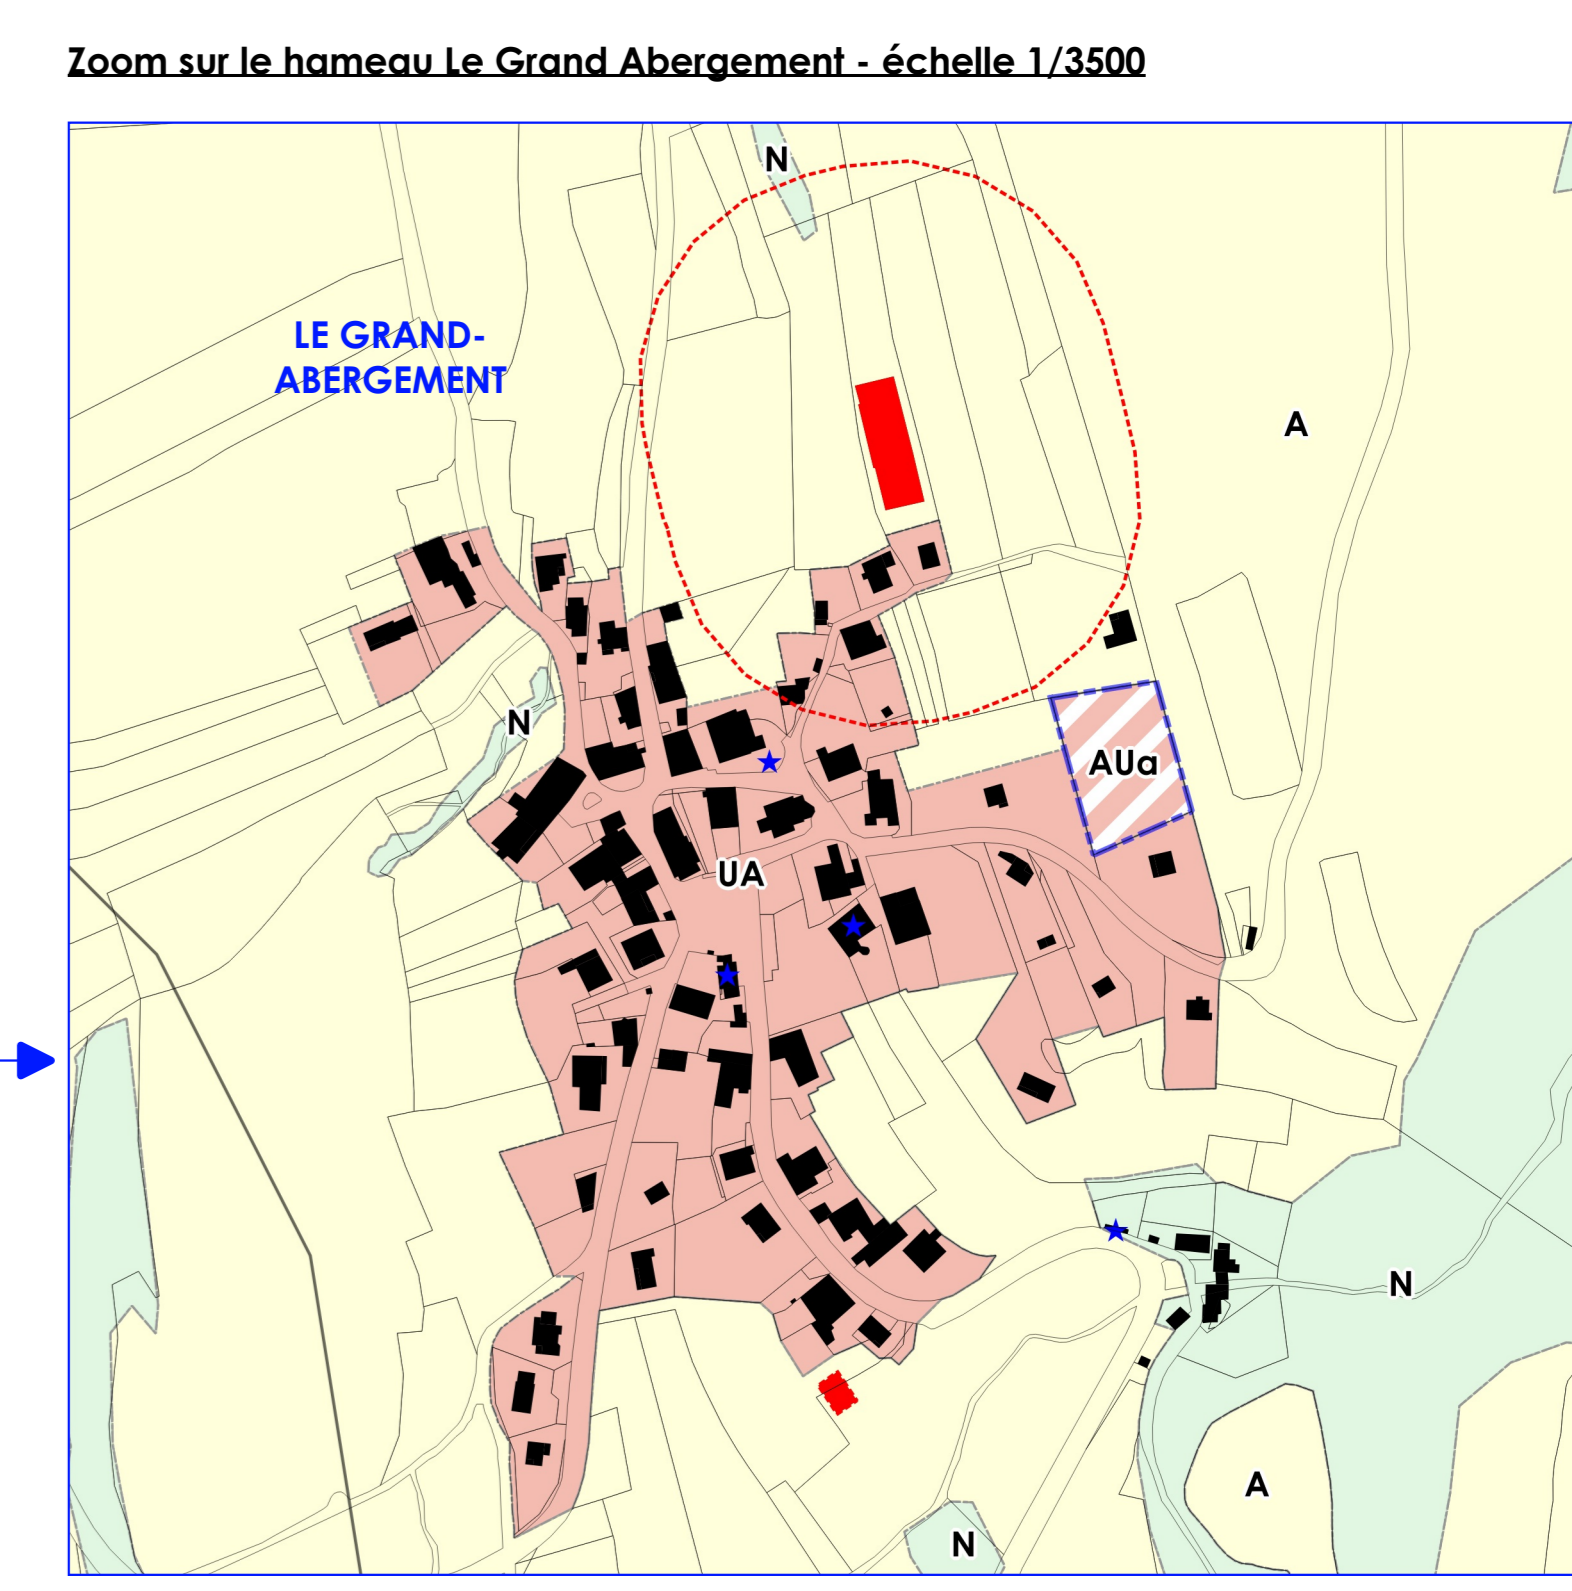 Zoom sur le hameau Le Grand Abergement - échelle 1/3500
N
LE GRAND-
ABERGEMENT
A
N
AUa
UA
N
A
N